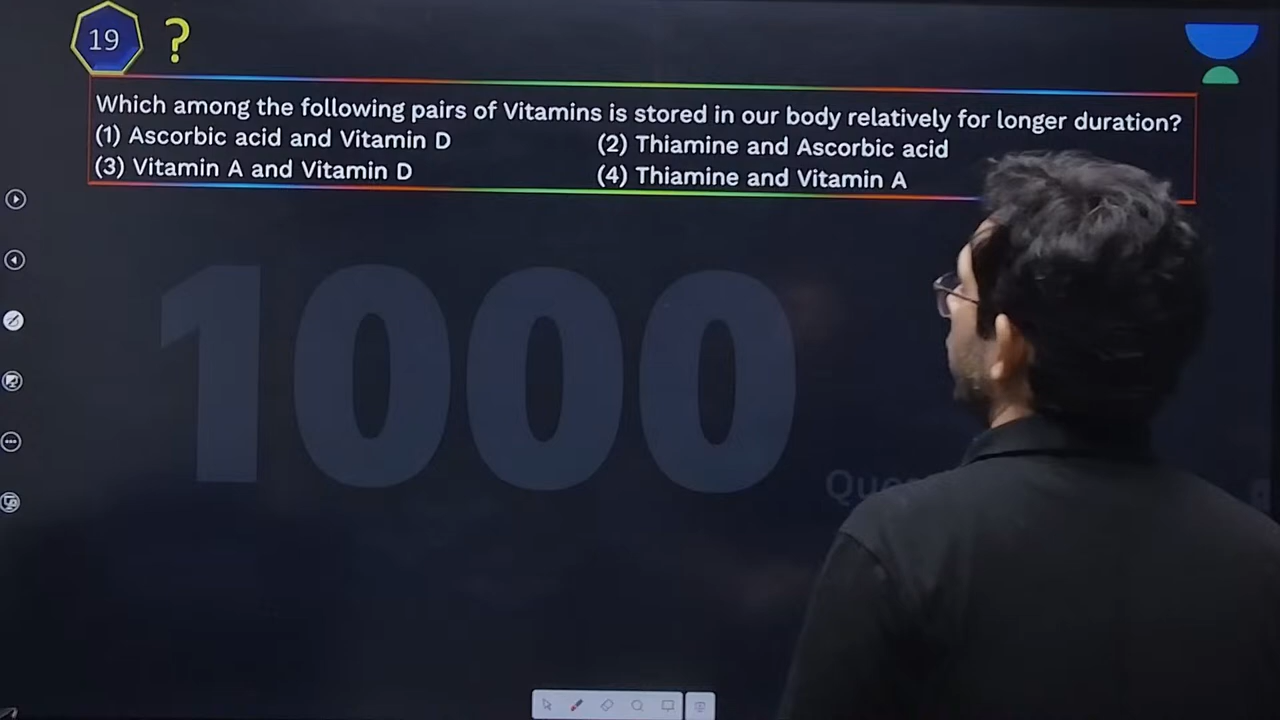 19 ?
Which among the following pairs of Vitamins is stored in our body relatively for longer duration?
(1) Ascorbic acid and Vitamin D (2) Thiamine and Ascorbic acid
(3) Vitamin A and Vitamin D (4) Thiamine and Vitamin A
1000